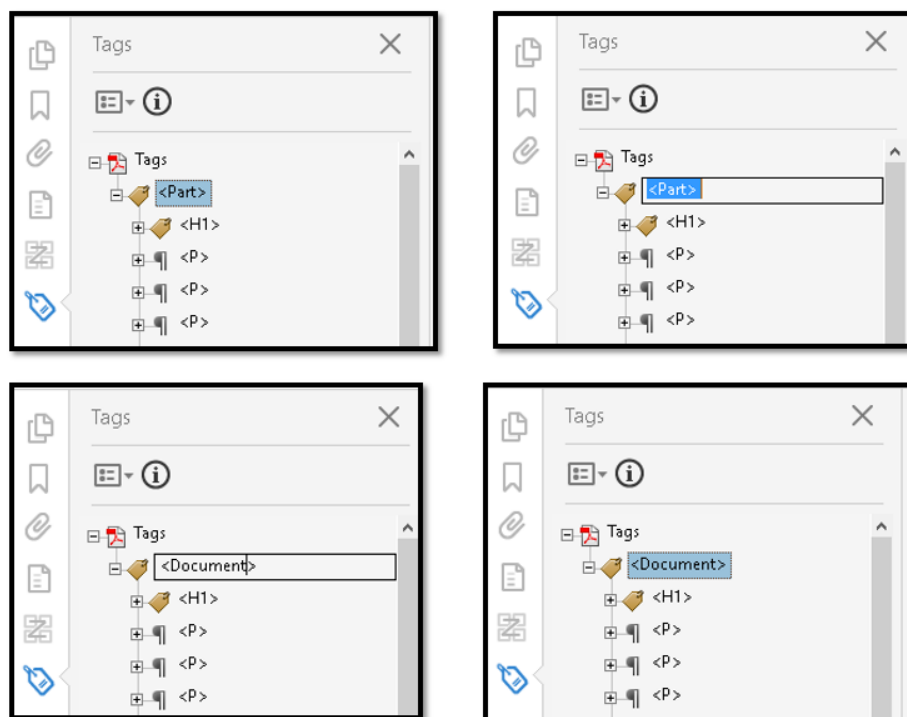 Tags
Tags
<Part>
<H1>
<P>
<P>
<P>
Tags
Tags
<Part>
<H1>
<P>
<P>
<P>
Tags
Tags
<Document>
<H1>
<P>
<P>
<P>
Tags
Tags
<Document>
<H1>
<P>
<P>
<P>